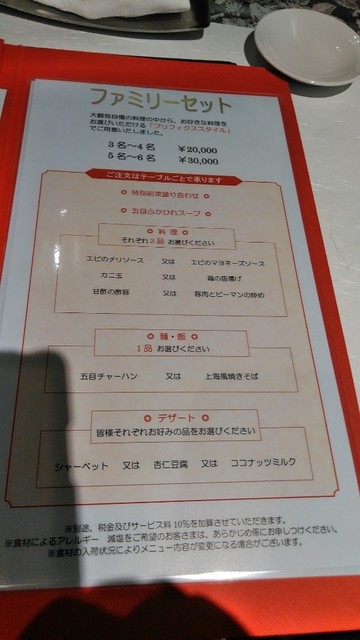 ファミリーセット
大観苑自慢の料理の中から、お好きな料理を
お選びいただける「プリフィクススタイル」
でご用意いたしました。
3名～4名 ￥20,000
5名～6名 ￥30,000
ご注文はテーブルごとで承ります
特別前菜盛り合わせ
五目ふかひれスープ
料理
それぞれ3品 お選びください
エビのチリソース 又は エビのマヨネーズソース
カニ玉 又は 鶏の唐揚げ
甘酢の酢豚 又は 豚肉とピーマンの炒め
麺・飯
1品 お選びください
五目チャーハン 又は 上海風焼きそば
デザート
皆様それぞれお好みの品をお選びください
シャーベット 又は 杏仁豆腐 又は ココナッツミルク
※別途、税金及びサービス料10%を加算させていただきます。
※食材によるアレルギー 減塩をご希望のお客さまは、あらかじめ係にお申しつけください。
※食材の入荷状況によりメニュー内容が変更になる場合がございます。